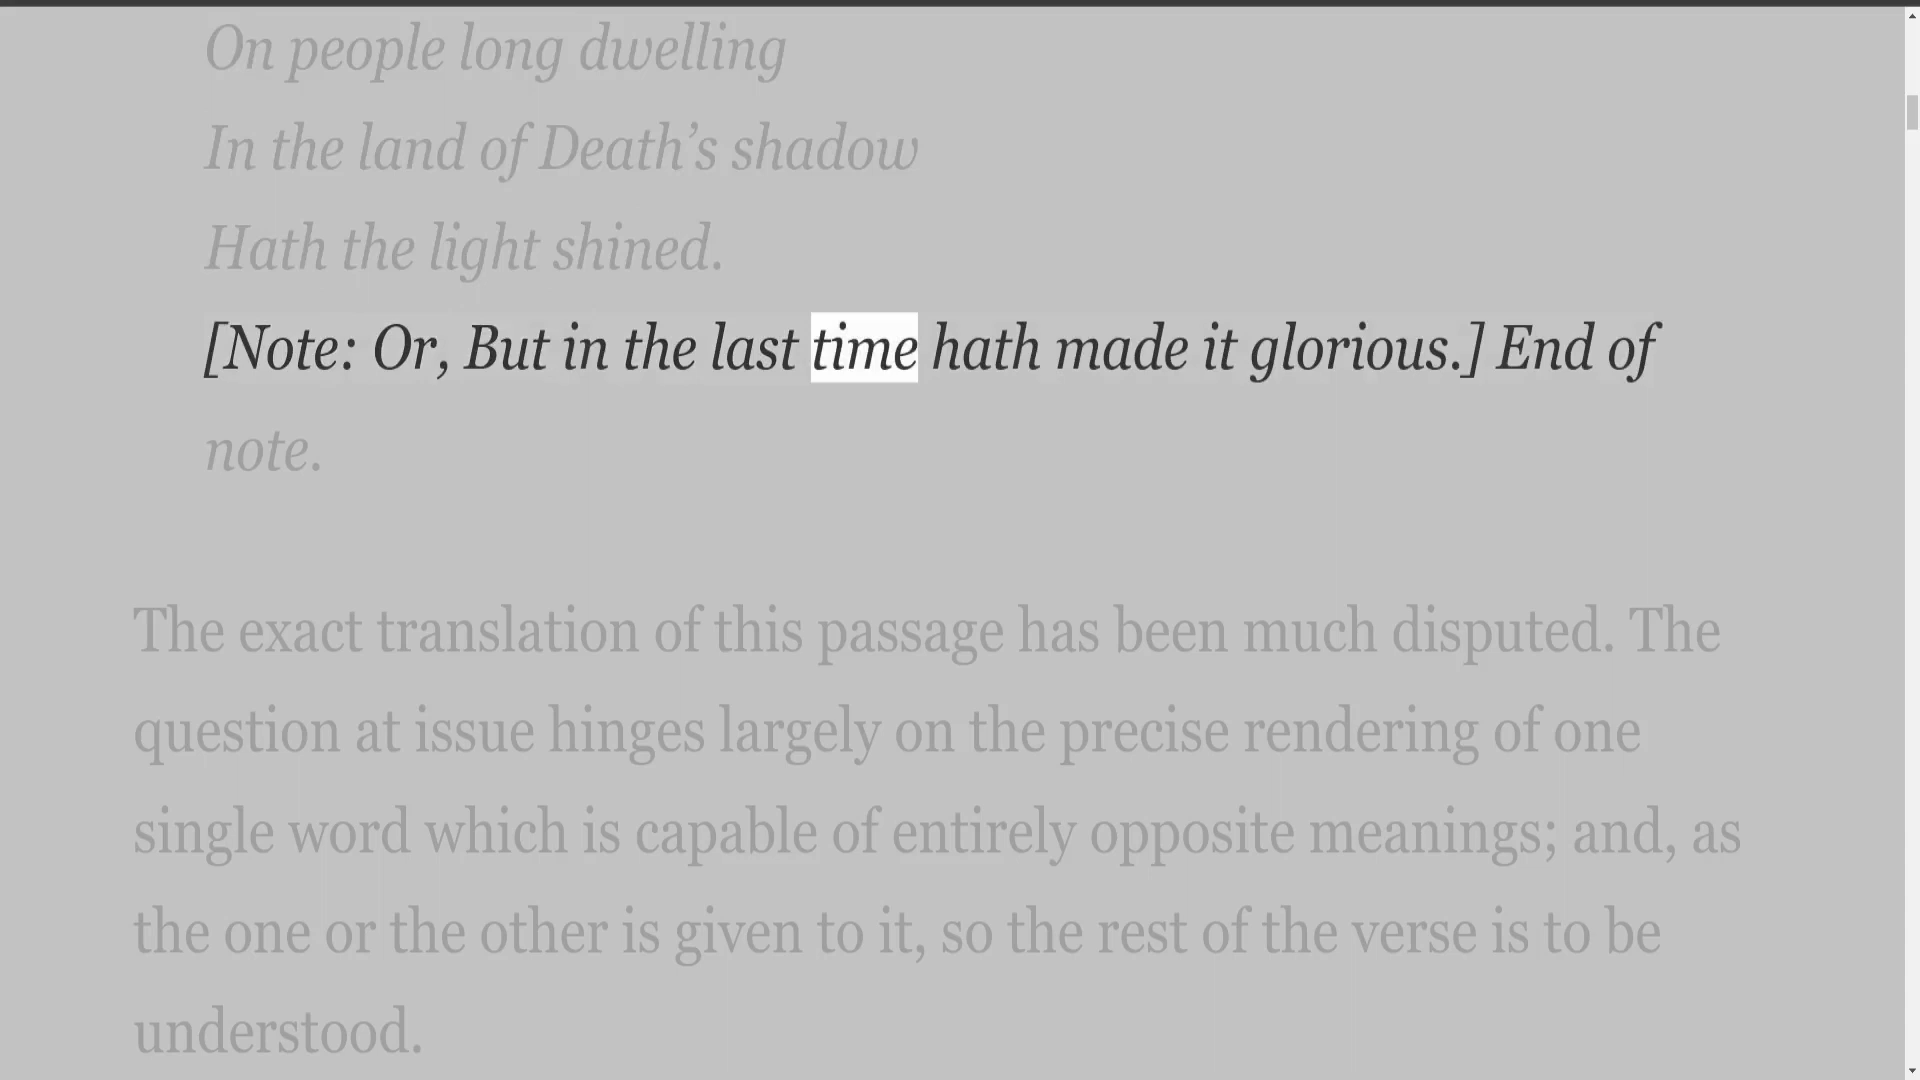 On people long dwelling
In the land of Death’s shadow
Hath the light shined.
[Note: Or, But in the last time hath made it glorious.] End of
note.
The exact translation of this passage has been much disputed. The
question at issue hinges largely on the precise rendering of one
single word which is capable of entirely opposite meanings; and, as
the one or the other is given to it, so the rest of the verse is to be
understood.